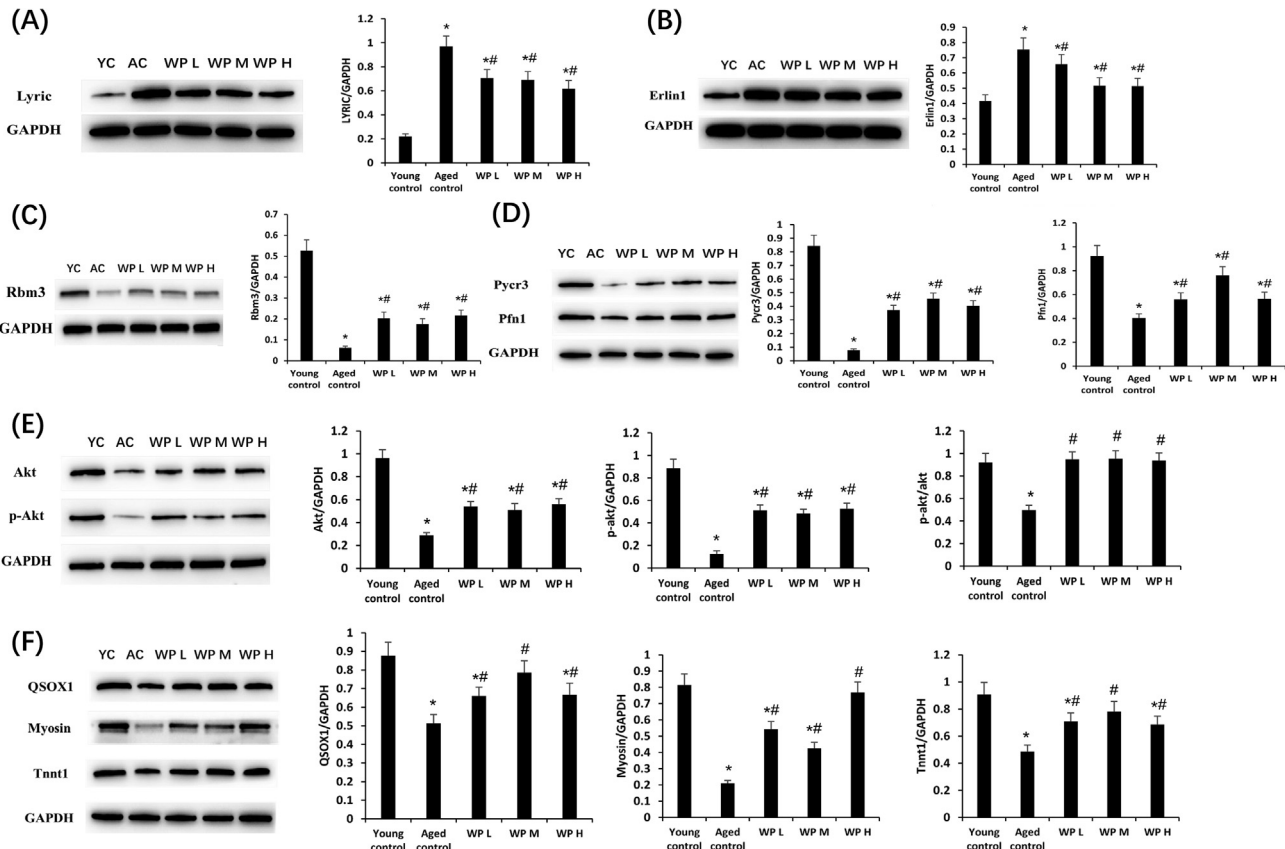 (A)
YC AC WP L WP M WP H
Lyric
GAPDH
LYRIC/GAPDH
1.2
1
0.8
0.6
0.4
0.2
0
*
*#
*#
*#
Young control
Aged control
WP L
WP M
WP H
(B)
YC AC WP L WP M WP H
Erlin1
GAPDH
Erlin1/GAPDH
1
0.9
0.8
0.7
0.6
0.5
0.4
0.3
0.2
0.1
0
*
*#
*#
*#
Young control
Aged control
WP L
WP M
WP H
(C)
YC AC WP L WP M WP H
Rbm3
GAPDH
Rbm3/GAPDH
0.7
0.6
0.5
0.4
0.3
0.2
0.1
0
*
*#
*#
*#
Young control
Aged control
WP L
WP M
WP H
(D)
YC AC WP L WP M WP H
Pycr3
Pfn1
GAPDH
Pycr3/GAPDH
1
0.9
0.8
0.7
0.6
0.5
0.4
0.3
0.2
0.1
0
*
*#
*#
*#
Young control
Aged control
WP L
WP M
WP H
Pfn1/GAPDH
1.2
1
0.8
0.6
0.4
0.2
0
*
*#
*#
*#
Young control
Aged control
WP L
WP M
WP H
(E)
YC AC WP L WP M WP H
Akt
p-Akt
GAPDH
Akt/GAPDH
1.2
1
0.8
0.6
0.4
0.2
0
*
*#
*#
*#
Young control
Aged control
WP L
WP M
WP H
p-akt/GAPDH
1.2
1
0.8
0.6
0.4
0.2
0
*
*#
*#
*#
Young control
Aged control
WP L
WP M
WP H
p-akt/akt
1.2
1
0.8
0.6
0.4
0.2
0
*
#
#
#
Young control
Aged control
WP L
WP M
WP H
(F)
YC AC WP L WP M WP H
QSOX1
Myosin
Tnnt1
GAPDH
QSOX1/GAPDH
1
0.9
0.8
0.7
0.6
0.5
0.4
0.3
0.2
0.1
0
*
*#
#
*#
Young control
Aged control
WP L
WP M
WP H
Myosin/GAPDH
1
0.9
0.8
0.7
0.6
0.5
0.4
0.3
0.2
0.1
0
*
*#
*#
#
Young control
Aged control
WP L
WP M
WP H
Tnnt1/GAPDH
1.2
1
0.8
0.6
0.4
0.2
0
*
*#
#
*#
Young control
Aged control
WP L
WP M
WP H